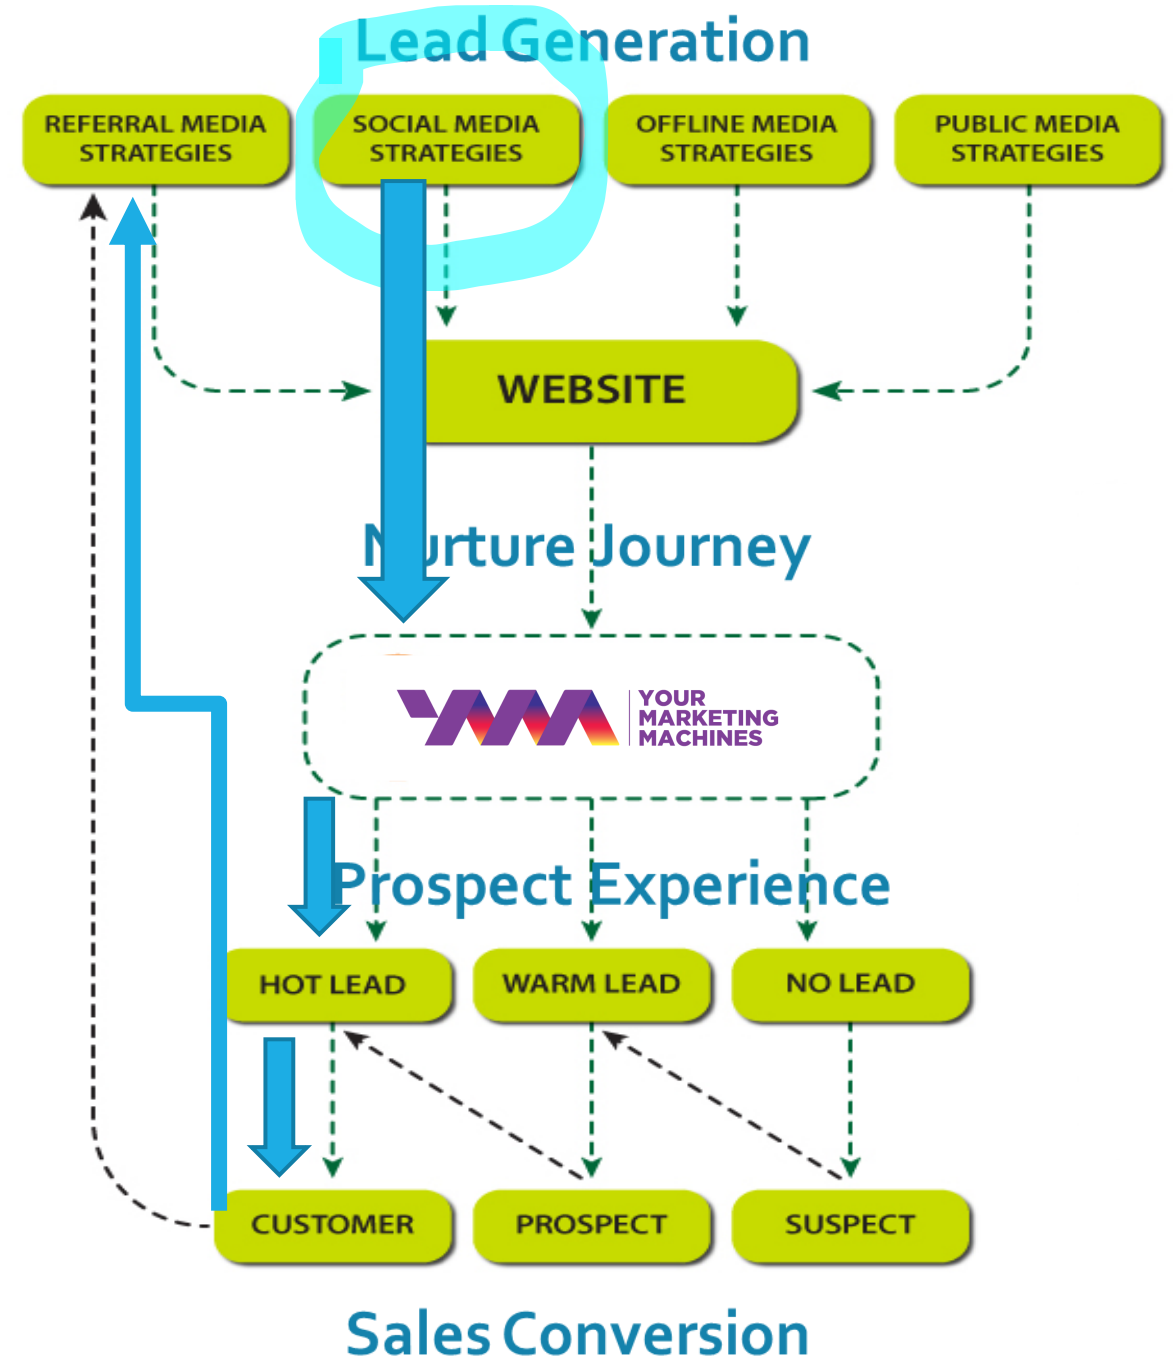 Lead Generation
REFERRAL MEDIA
STRATEGIES
SOCIAL MEDIA
STRATEGIES
OFFLINE MEDIA
STRATEGIES
PUBLIC MEDIA
STRATEGIES
WEBSITE
Nurture Journey
YMM
YOUR
MARKETING
MACHINES
Prospect Experience
HOT LEAD
WARM LEAD
NO LEAD
CUSTOMER
PROSPECT
SUSPECT
Sales Conversion